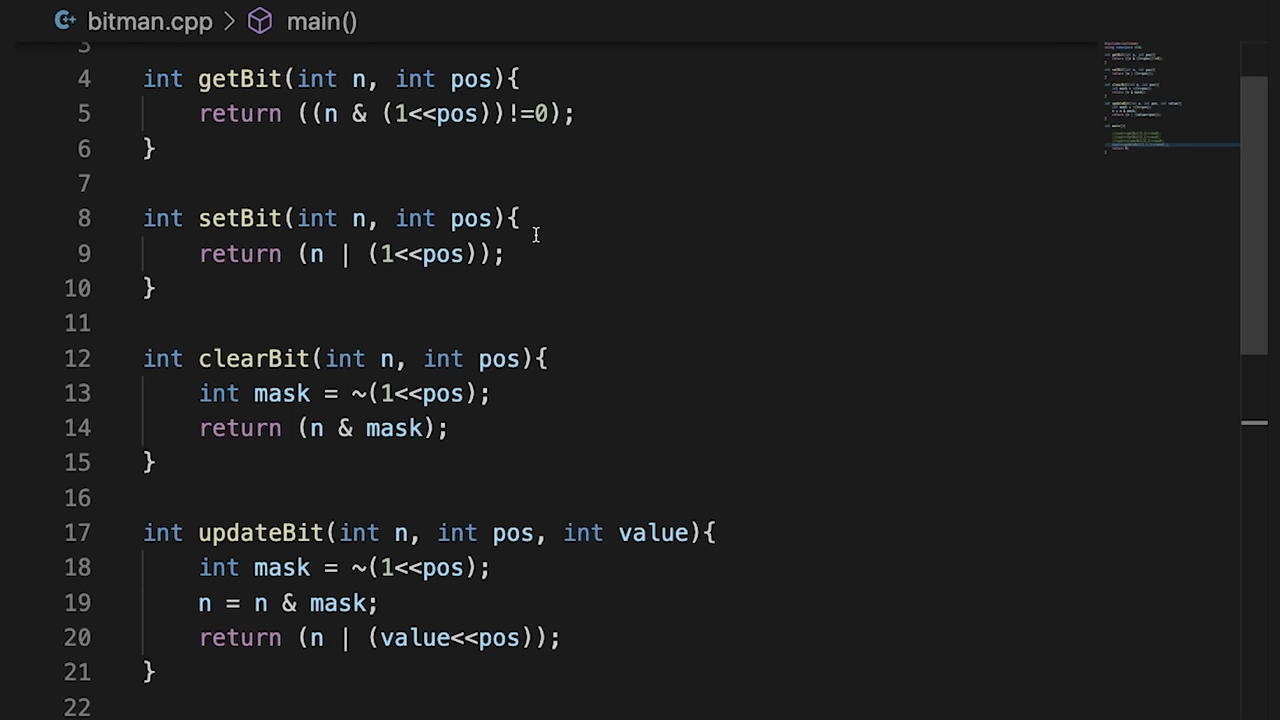 bitman.cpp > main()
3
4 int getBit(int n, int pos){
5     return ((n & (1<<pos))!=0);
6 }
7
8 int setBit(int n, int pos){
9     return (n | (1<<pos));
10 }
11
12 int clearBit(int n, int pos){
13     int mask = ~(1<<pos);
14     return (n & mask);
15 }
16
17 int updateBit(int n, int pos, int value){
18     int mask = ~(1<<pos);
19     n = n & mask;
20     return (n | (value<<pos));
21 }
22